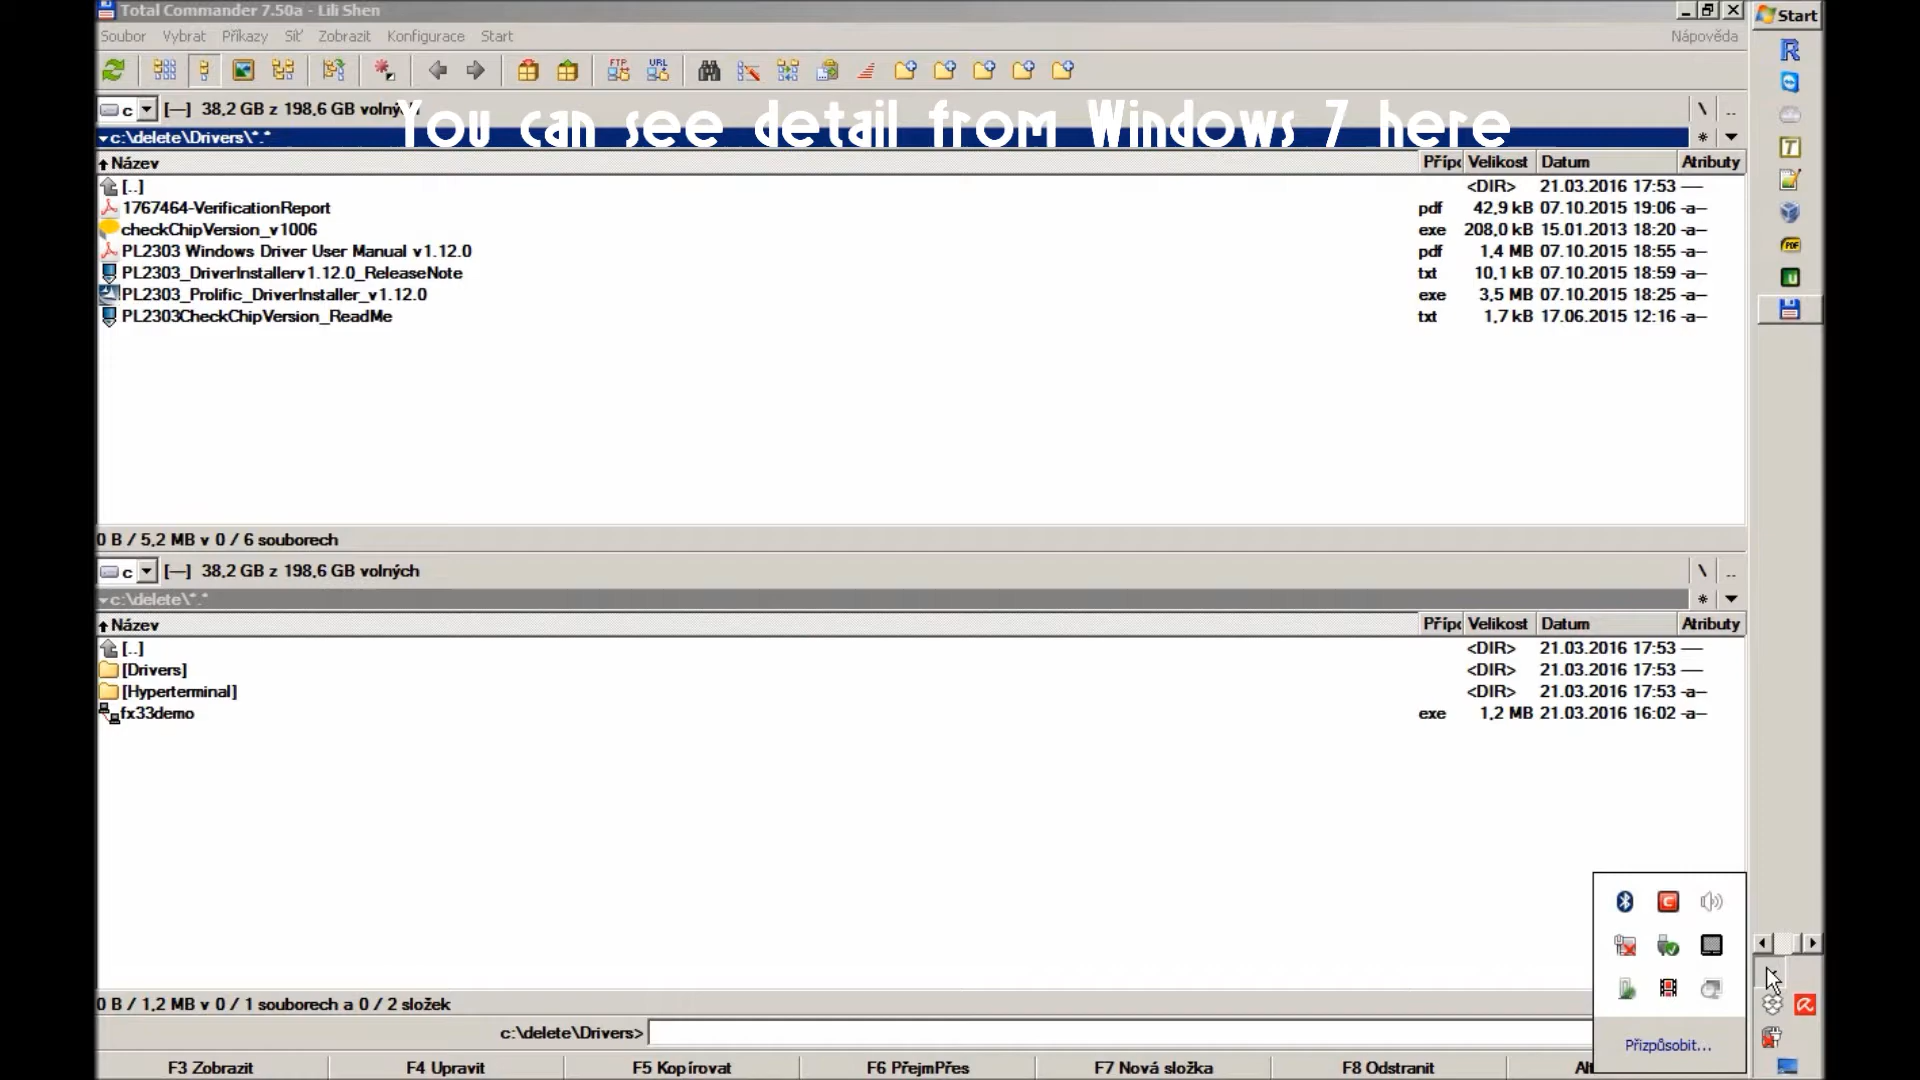 Total Commander 7.50a - Lili Shen
Start
Soubor Vybrat Příkazy Síť Zobrazit Konfigurace Start Nápověda
FTP URL
c [—] 38,2 GB z 198,6 GB volný \ ..
You can see detail from Windows 7 here
c:\delete\Drivers\*.* *
Název Přípo Velikost Datum Atributy
[..] <DIR> 21.03.2016 17:53 ----
1767464-VerificationReport pdf 42,9 kB 07.10.2015 19:06 -a--
checkChipVersion_v1006 exe 208,0 kB 15.01.2013 18:20 -a--
PL2303 Windows Driver User Manual v1.12.0 pdf 1,4 MB 07.10.2015 18:55 -a--
PL2303_DriverInstallerv1.12.0_ReleaseNote txt 10,1 kB 07.10.2015 18:59 -a--
PL2303_Prolific_DriverInstaller_v1.12.0 exe 3,5 MB 07.10.2015 18:25 -a--
PL2303CheckChipVersion_ReadMe txt 1,7 kB 17.06.2015 12:16 -a--
0 B / 5,2 MB v 0 / 6 souborech
c [—] 38,2 GB z 198,6 GB volných \ ..
c:\delete\*.* *
Název Přípo Velikost Datum Atributy
[..] <DIR> 21.03.2016 17:53 ----
[Drivers] <DIR> 21.03.2016 17:53 ----
[Hyperterminal] <DIR> 21.03.2016 17:53 -a--
fx33demo exe 1,2 MB 21.03.2016 16:02 -a--
0 B / 1,2 MB v 0 / 1 souborech a 0 / 2 složek
c:\delete\Drivers>
Přizpůsobit...
F3 Zobrazit F4 Upravit F5 Kopírovat F6 PřejmPřes F7 Nová složka F8 Odstranit Alt